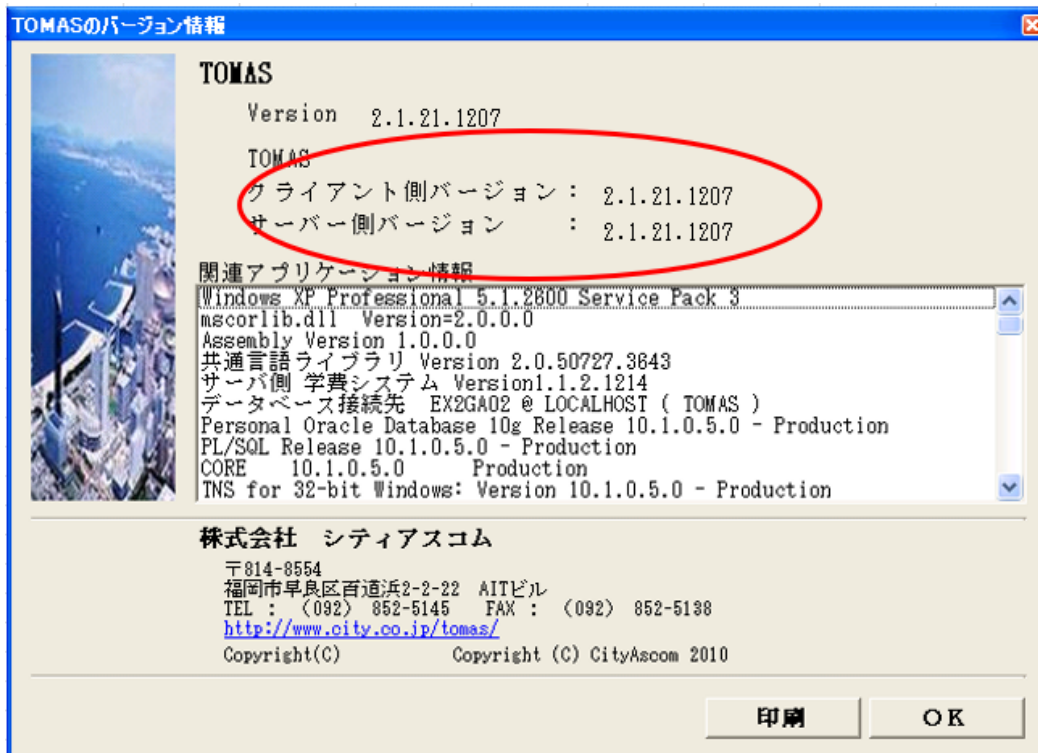 TOMASのバージョン情報
TOMAS
Version 2.1.21.1207
TOMAS
クライアント側バージョン： 2.1.21.1207
サーバー側バージョン ： 2.1.21.1207
関連アプリケーション情報
Windows XP Professional 5.1.2600 Service Pack 3
mscorlib.dll Version=2.0.0.0
Assembly Version 1.0.0.0
共通言語ライブラリ Version 2.0.50727.3643
サーバ側 学費システム Version1.1.2.1214
データベース接続先 EX2GA02 @ LOCALHOST ( TOMAS )
Personal Oracle Database 10g Release 10.1.0.5.0 - Production
PL/SQL Release 10.1.0.5.0 - Production
CORE 10.1.0.5.0 Production
TNS for 32-bit Windows: Version 10.1.0.5.0 - Production
株式会社 シティアスコム
〒814-8554
福岡市早良区百道浜2-2-22 AITビル
TEL : (092) 852-5145 FAX : (092) 852-5138
http://www.city.co.jp/tomas/
Copyright(C) Copyright (C) CityAscom 2010
印刷 OK